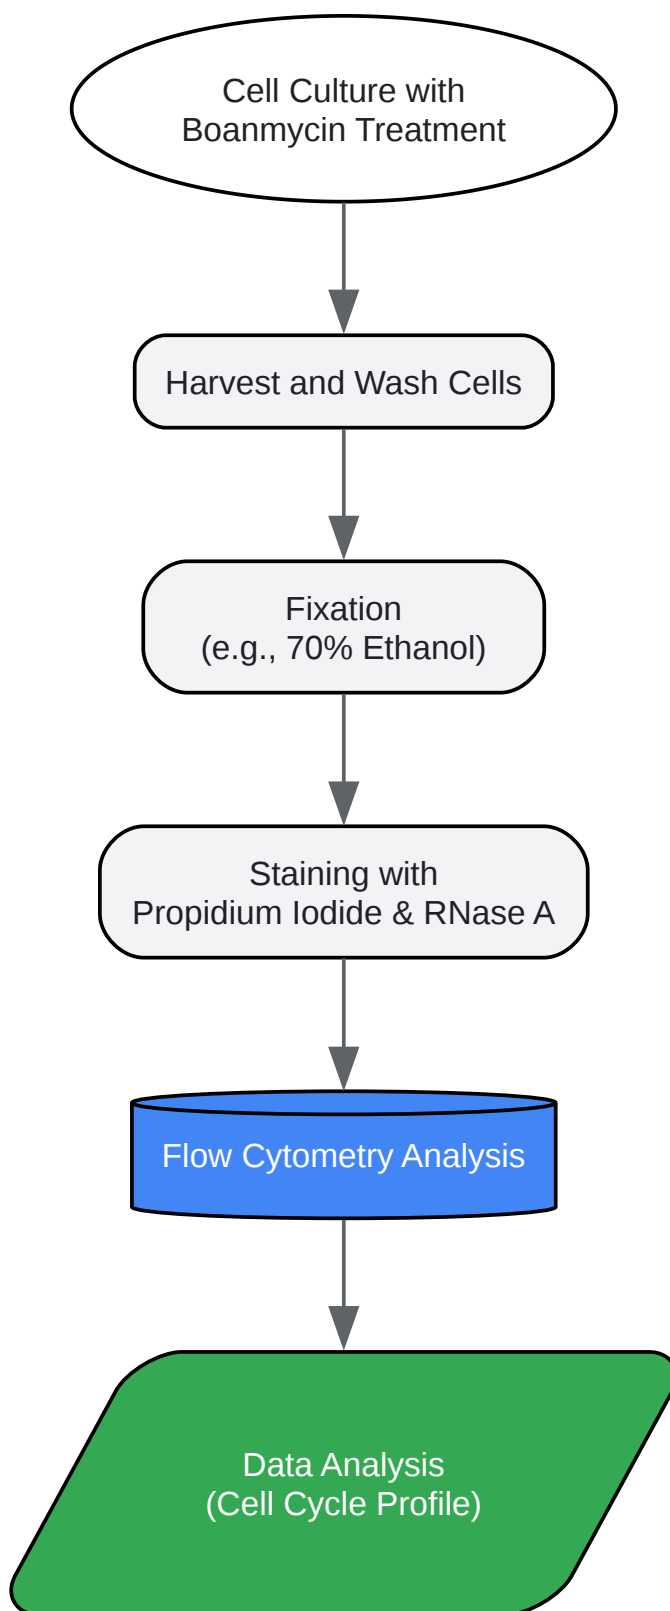 Cell Culture with
Boanmycin Treatment
Harvest and Wash Cells
Fixation
(e.g., 70% Ethanol)
Staining with
Propidium Iodide & RNase A
Flow Cytometry Analysis
Data Analysis
(Cell Cycle Profile)